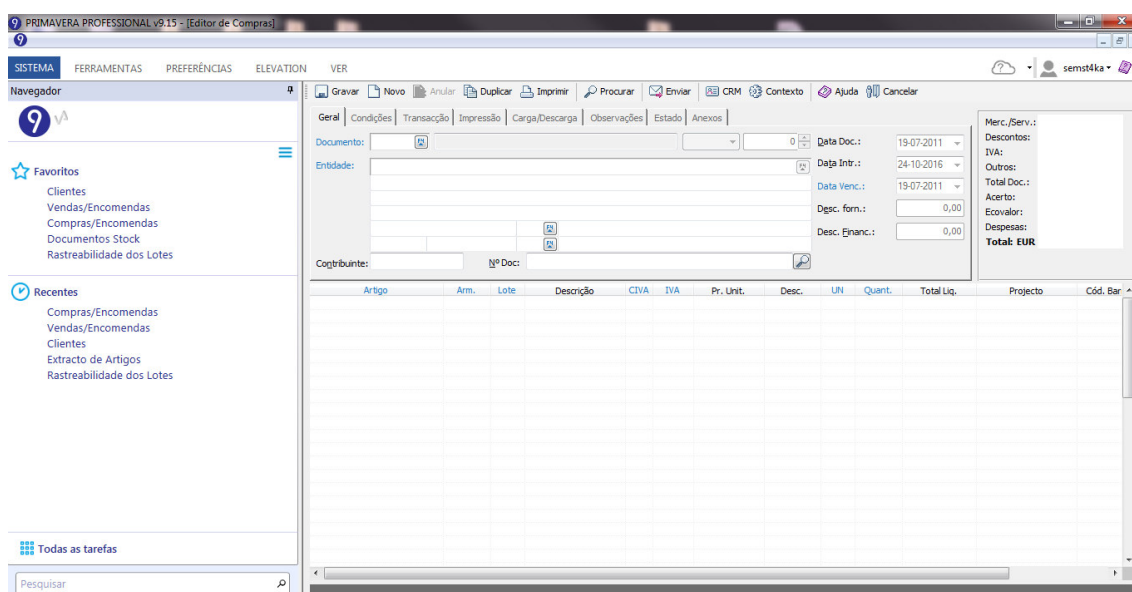 PRIMAVERA PROFESSIONAL v9.15 - [Editor de Compras]
SISTEMA FERRAMENTAS PREFERÊNCIAS ELEVATION VER semst4ka
Navegador
Gravar Novo Anular Duplicar Imprimir Procurar Enviar CRM Contexto Ajuda Cancelar
Favoritos
Clientes
Vendas/Encomendas
Compras/Encomendas
Documentos Stock
Rastreabilidade dos Lotes
Recentes
Compras/Encomendas
Vendas/Encomendas
Clientes
Extracto de Artigos
Rastreabilidade dos Lotes
Todas as tarefas
Pesquisar
Geral Condições Transacção Impressão Carga/Descarga Observações Estado Anexos
Documento: 0 Data Doc.: 19-07-2011
Entidade: Data Intr.: 24-10-2016
Data Venc.: 19-07-2011
Desc. forn.: 0,00
Desc. Financ.: 0,00
Contribuinte: Nº Doc:
Merc./Serv.:
Descontos:
IVA:
Outros:
Total Doc.:
Acerto:
Ecovalor:
Despesas:
Total: EUR
Artigo Arm. Lote Descrição CIVA IVA Pr. Unit. Desc. UN Quant. Total Liq. Projecto Cód. Bar